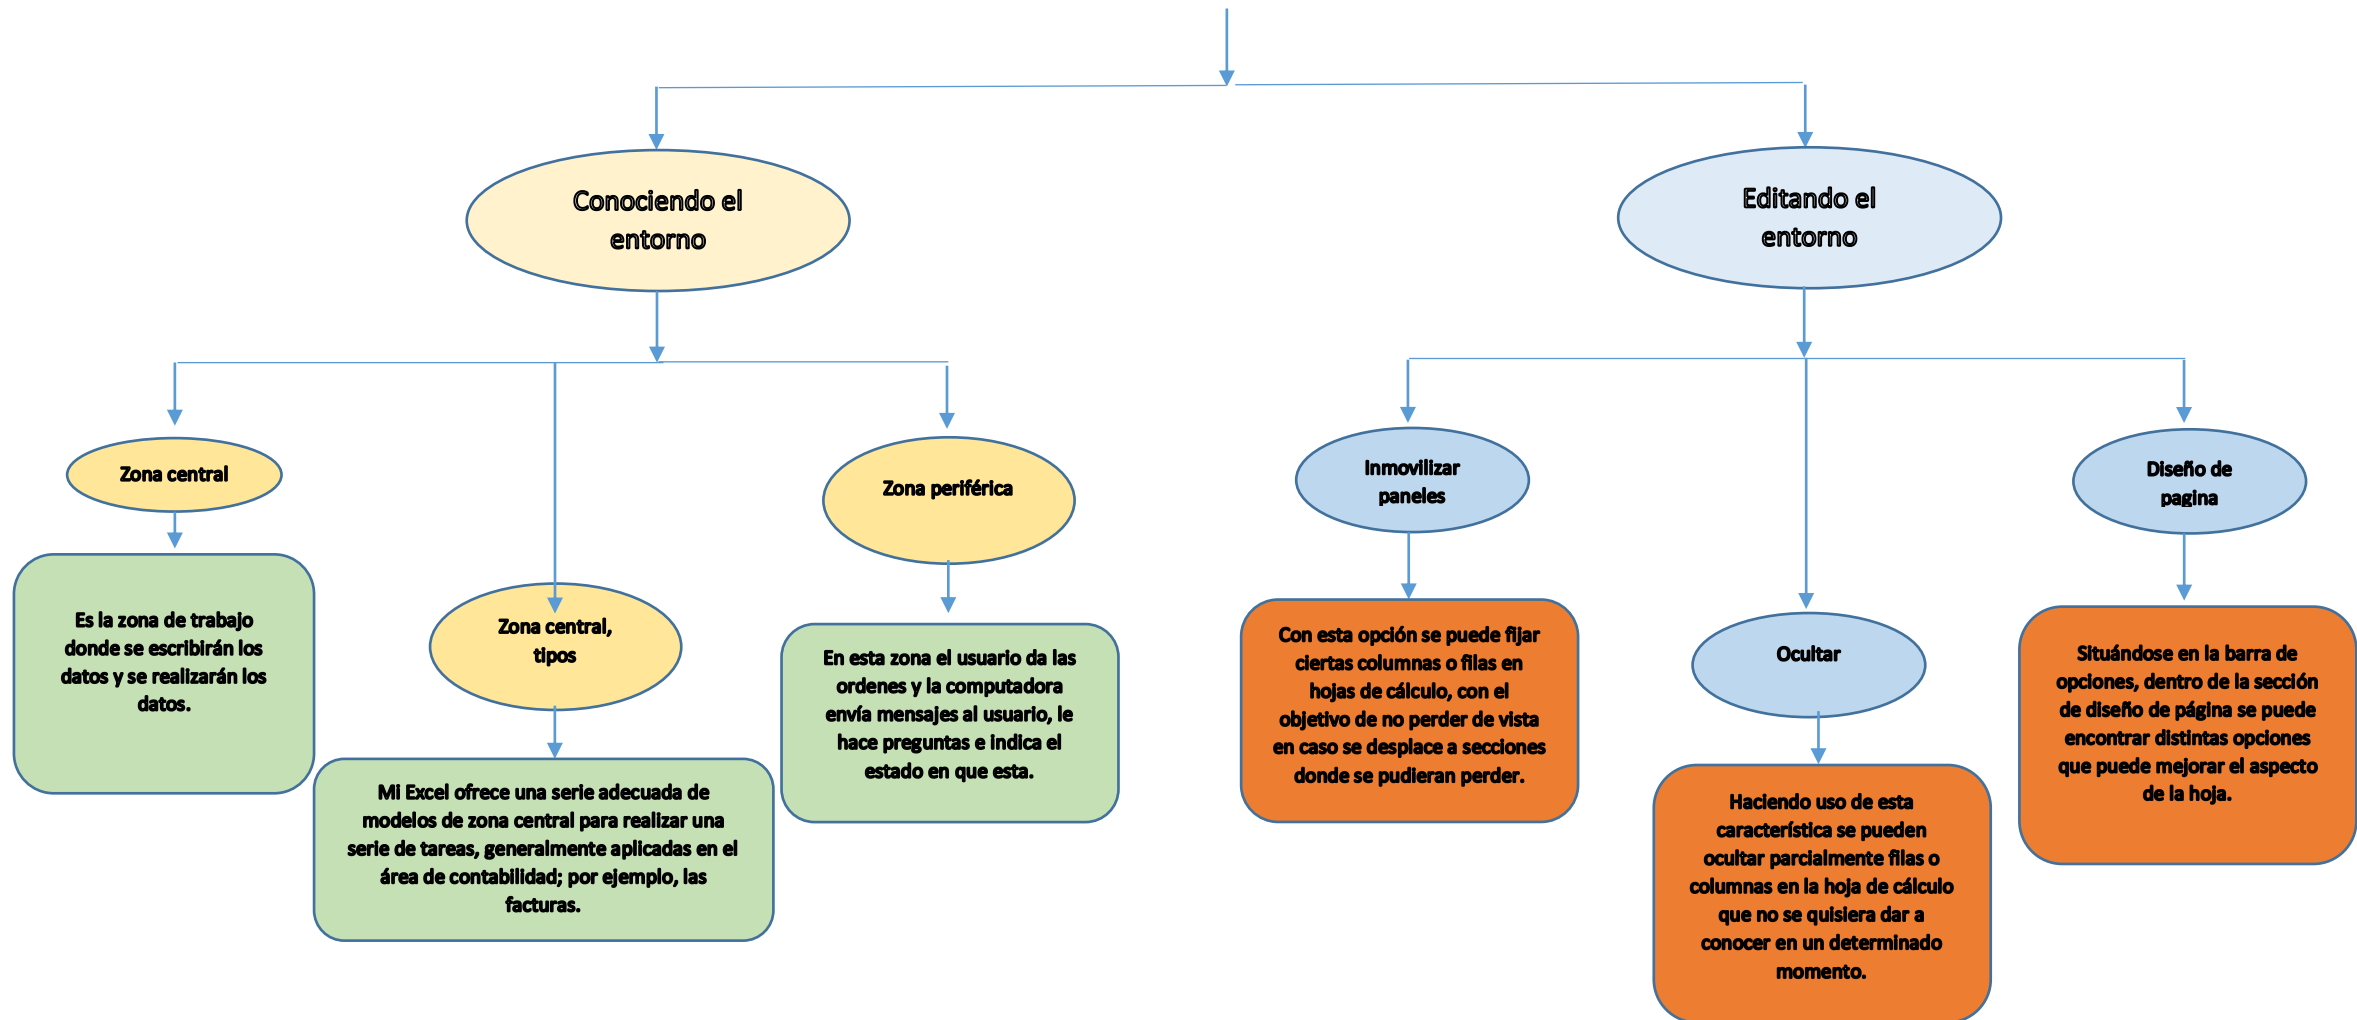 Conociendo el
entorno
Editando el
entorno
Zona central
Es la zona de trabajo
donde se escribirán los
datos y se realizarán los
datos.
Zona central,
tipos
Mi Excel ofrece una serie adecuada de
modelos de zona central para realizar una
serie de tareas, generalmente aplicadas en el
área de contabilidad; por ejemplo, las
facturas.
Zona periférica
En esta zona el usuario da las
ordenes y la computadora
envía mensajes al usuario, le
hace preguntas e indica el
estado en que esta.
Inmovilizar
paneles
Con esta opción se puede fijar
ciertas columnas o filas en
hojas de cálculo, con el
objetivo de no perder de vista
en caso se desplace a secciones
donde se pudieran perder.
Ocultar
Haciendo uso de esta
característica se pueden
ocultar parcialmente filas o
columnas en la hoja de cálculo
que no se quisiera dar a
conocer en un determinado
momento.
Diseño de
pagina
Situándose en la barra de
opciones, dentro de la sección
de diseño de página se puede
encontrar distintas opciones
que puede mejorar el aspecto
de la hoja.